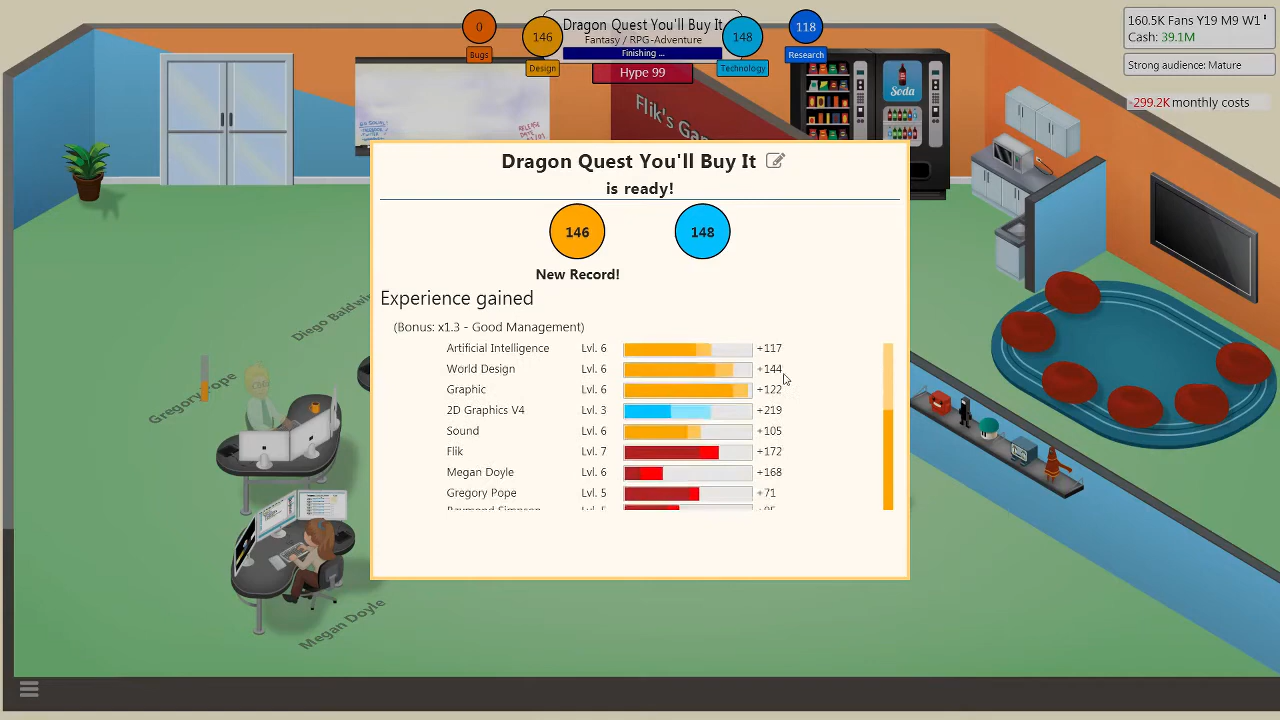 0
Bugs
146
Design
Dragon Quest You'll Buy It
Fantasy / RPG-Adventure
Finishing ...
Hype 99
148
Technology
118
Research
160.5K Fans Y19 M1 W1
Cash: 39.1M
Strong audience: Mature
-299.2K monthly costs
Soda
Flik's Gam
RELEASE
Diego Baldwin
Gregory Pope
Megan Doyle
Dragon Quest You'll Buy It
is ready!
146
148
New Record!
Experience gained
(Bonus: x1.3 - Good Management)
Artificial Intelligence Lvl. 6 +117
World Design Lvl. 6 +144
Graphic Lvl. 6 +122
2D Graphics V4 Lvl. 3 +219
Sound Lvl. 6 +105
Flik Lvl. 7 +172
Megan Doyle Lvl. 6 +168
Gregory Pope Lvl. 5 +71